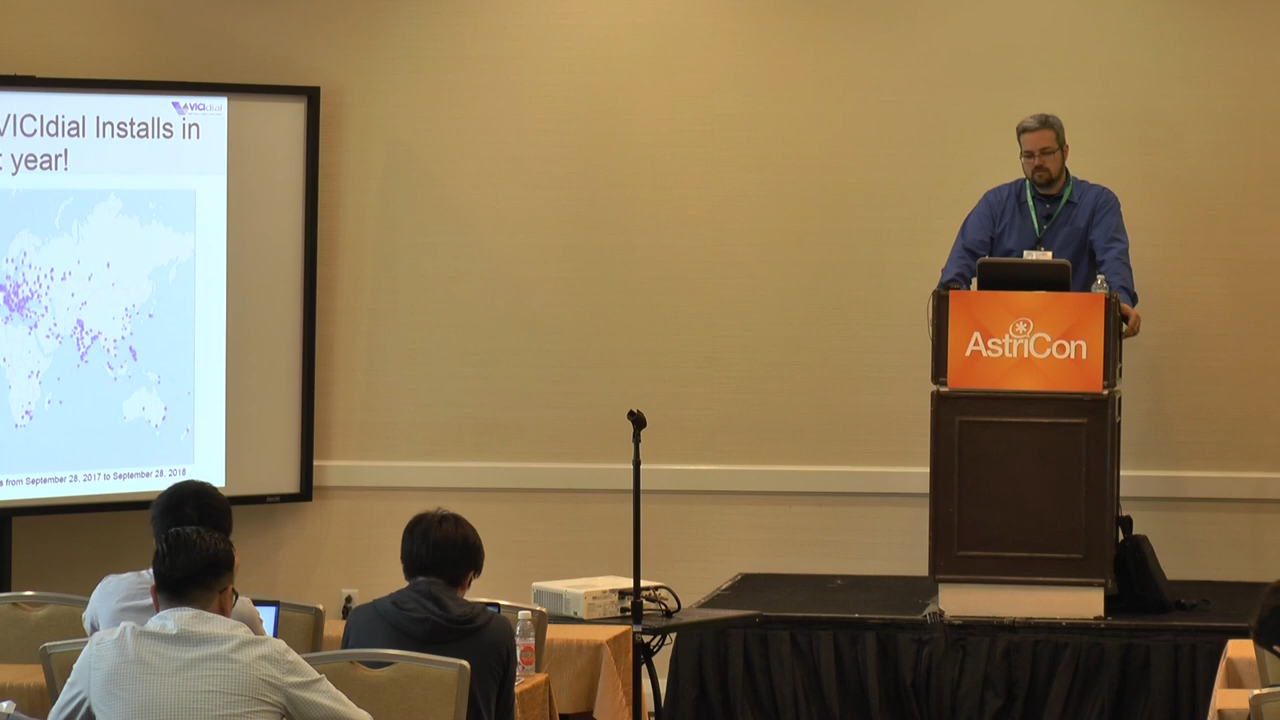 VICIdial
VICIdial Installs in
year!
from September 28, 2017 to September 28, 2018
AstriCon